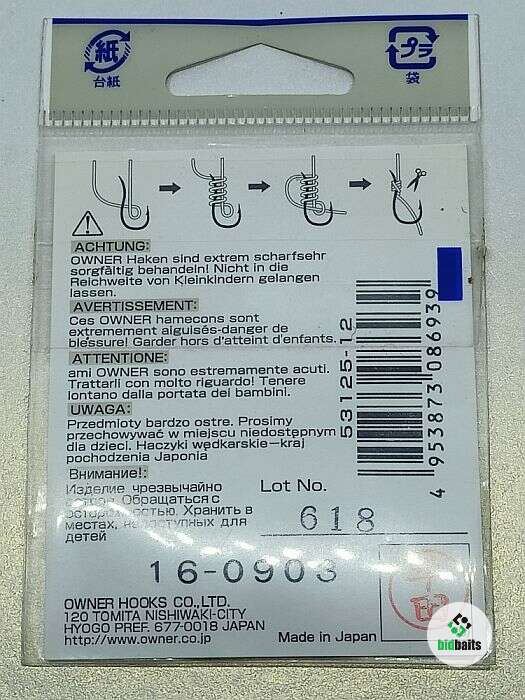 紙
台紙
プラ
袋
ACHTUNG:
OWNER Haken sind extrem scharfsehr
sorgfältig behandeln! Nicht in die
Reichweite von Kleinkindern gelangen
lassen.
AVERTISSEMENT:
Ces OWNER hamecons sont
extremement aiguisés-danger de
blessure! Garder hors d'atteint d'enfants.
ATTENTIONE:
ami OWNER sono estremamente acuti.
Trattarli con molto riguardo! Tenere
lontano dalla portata dei bambini.
UWAGA:
Przedmioty bardzo ostre. Prosimy
przechowywać w miejscu niedostępnym
dla dzieci. Haczyki wędkarskie-kraj
pochodzenia Japonia
Внимание!:
Изделие чрезвычайно
Обращаться с
Хранить в
местах, для
детей
53125-12
4 953873 086939
Lot No.
618
16-0903
OWNER HOOKS CO.,LTD.
120 TOMITA NISHIWAKI-CITY
HYOGO PREF. 677-0018 JAPAN
http://www.owner.co.jp
Made in Japan
bidbaits